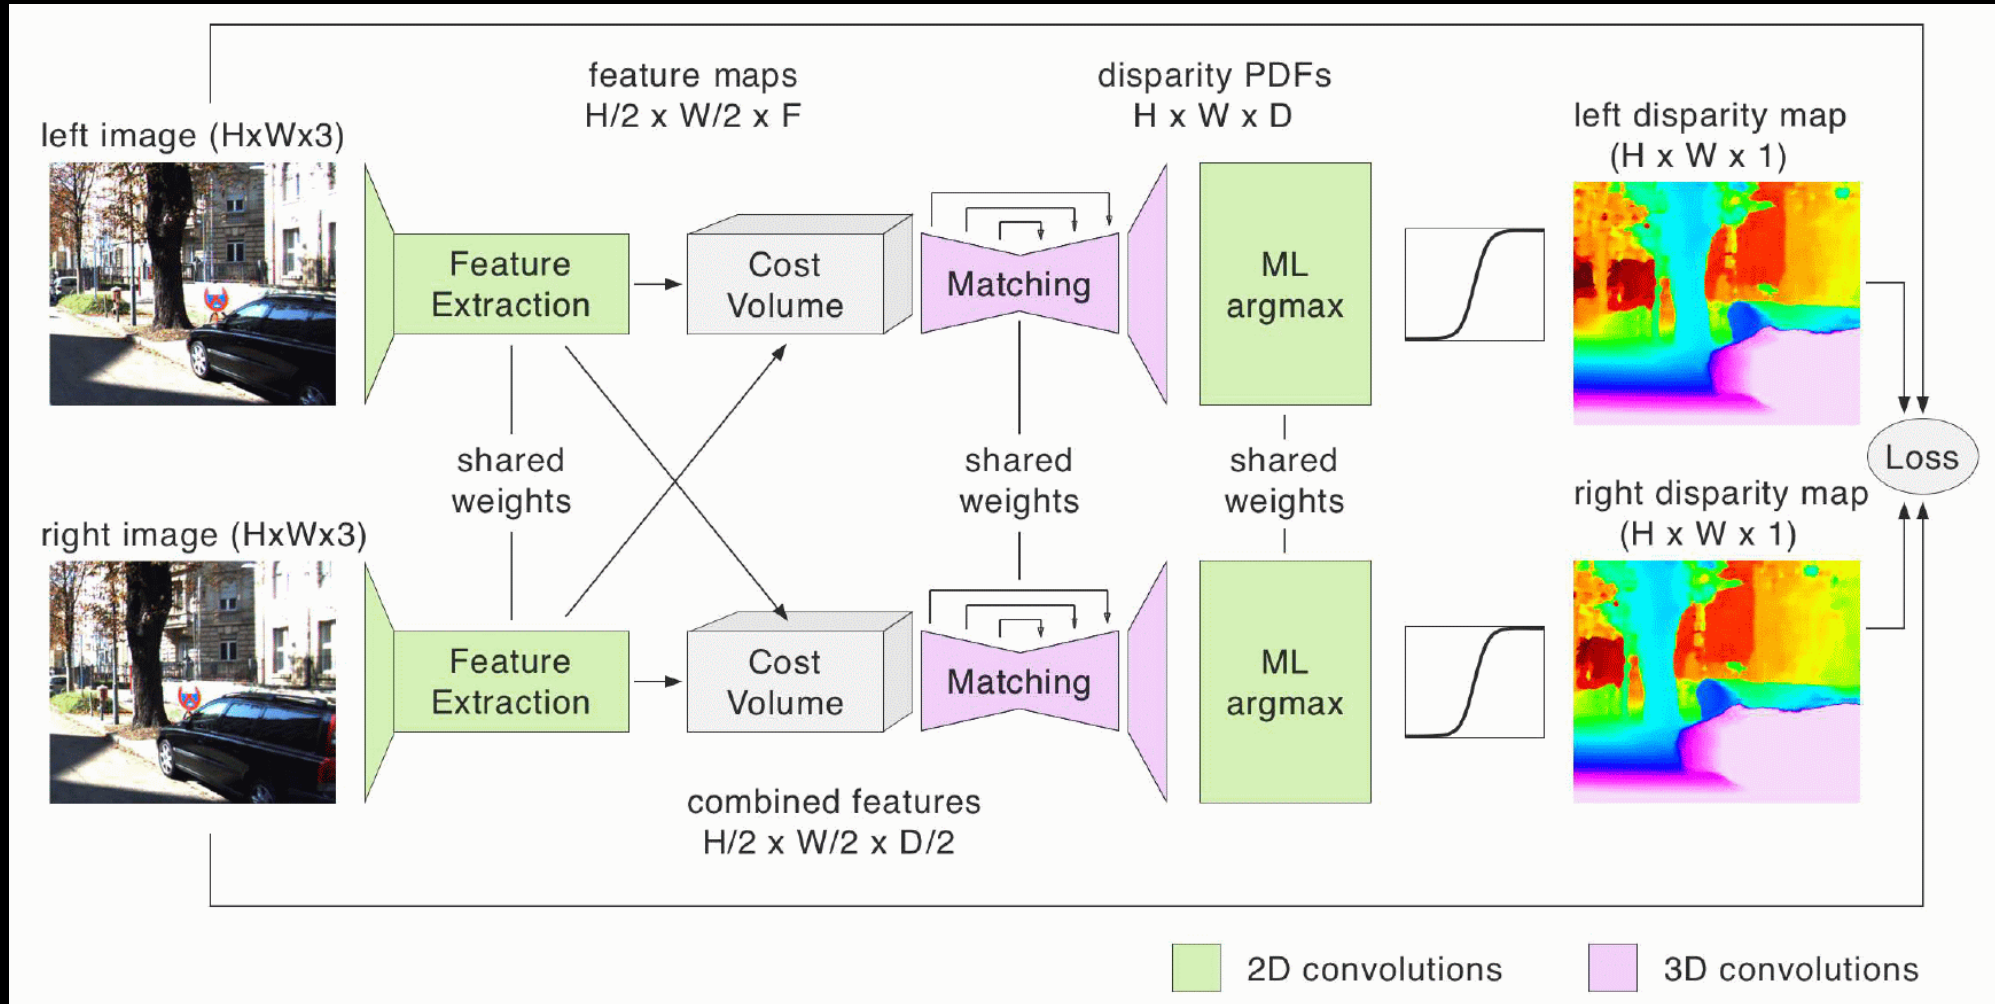 feature maps
H/2 x W/2 x F
disparity PDFs
H x W x D
left image (HxWx3)
left disparity map
(H x W x 1)
Feature
Extraction
Cost
Volume
Matching
ML
argmax
shared
weights
shared
weights
shared
weights
Loss
right image (HxWx3)
right disparity map
(H x W x 1)
Feature
Extraction
Cost
Volume
Matching
ML
argmax
combined features
H/2 x W/2 x D/2
2D convolutions
3D convolutions